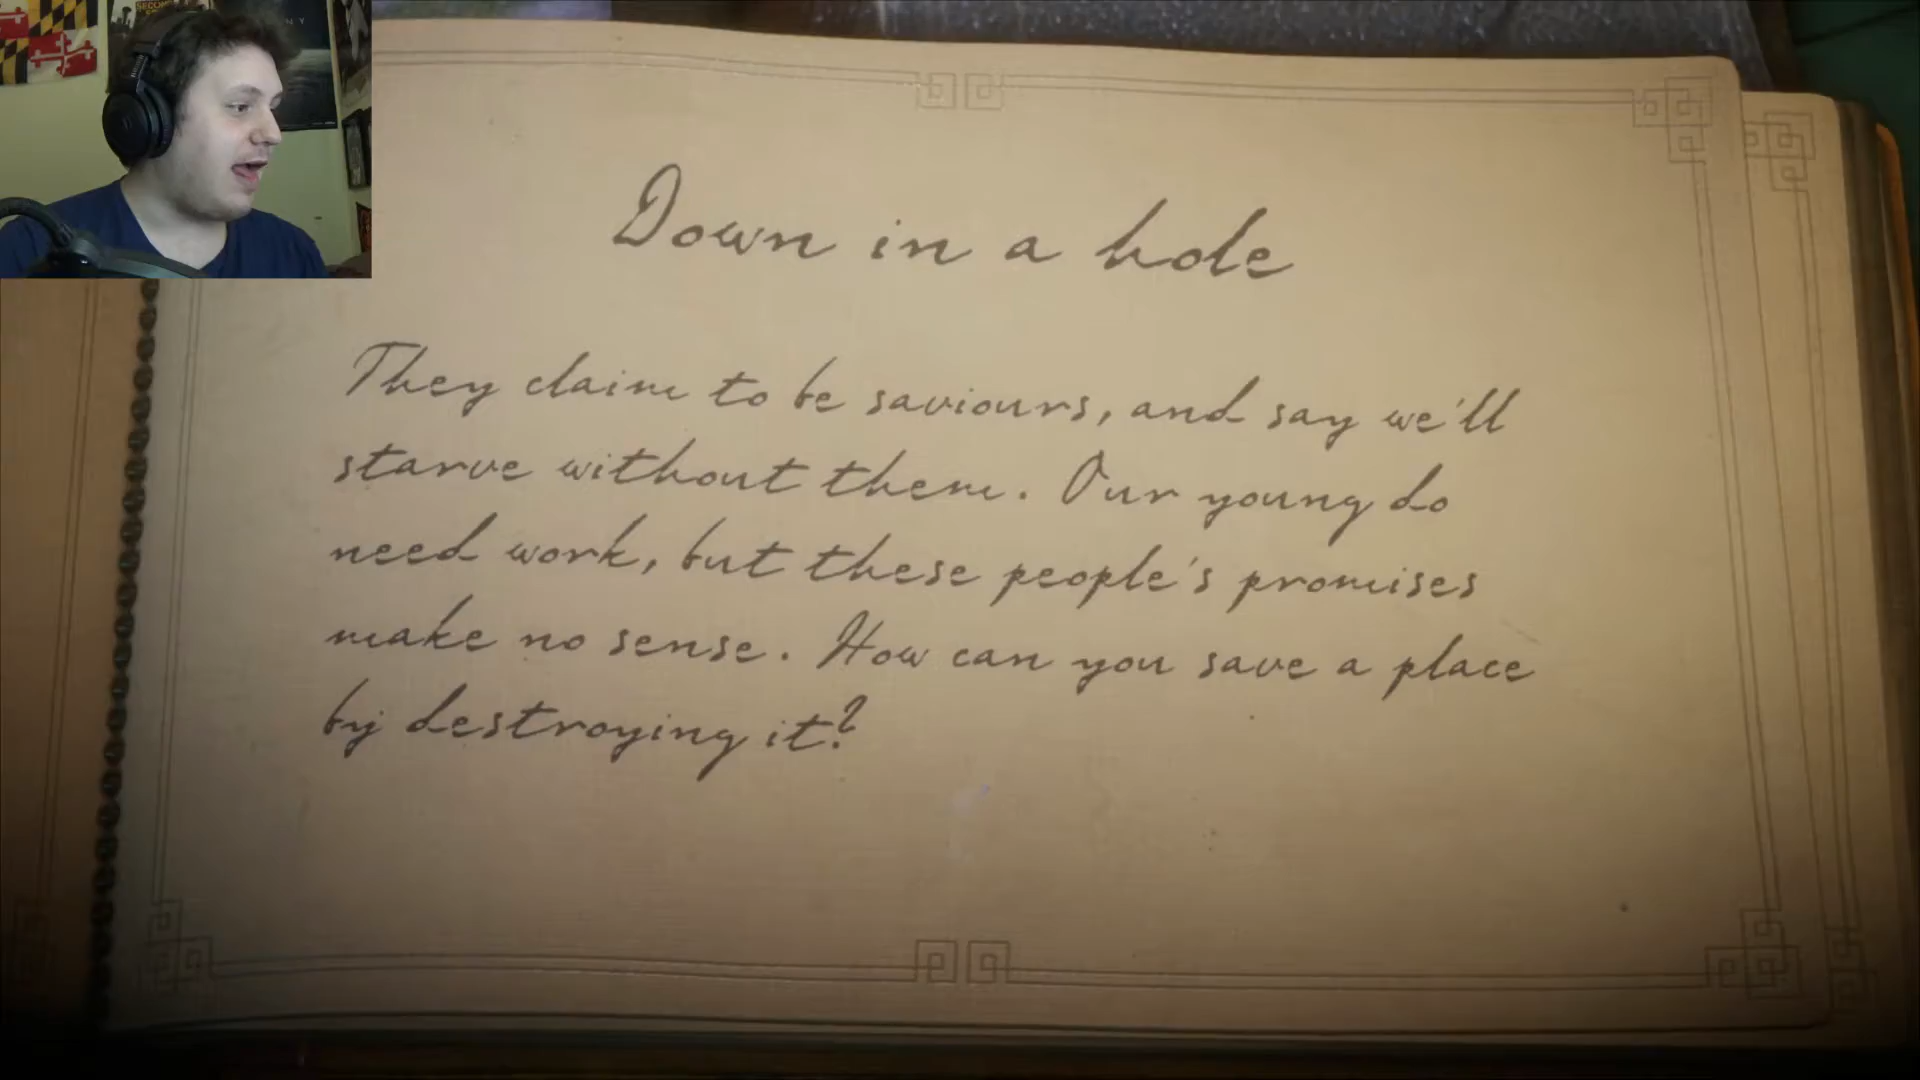 SECOND
Down in a hole
They claim to be saviours, and say we'll
starve without them. Our young do
need work, but these people's promises
make no sense. How can you save a place
by destroying it?